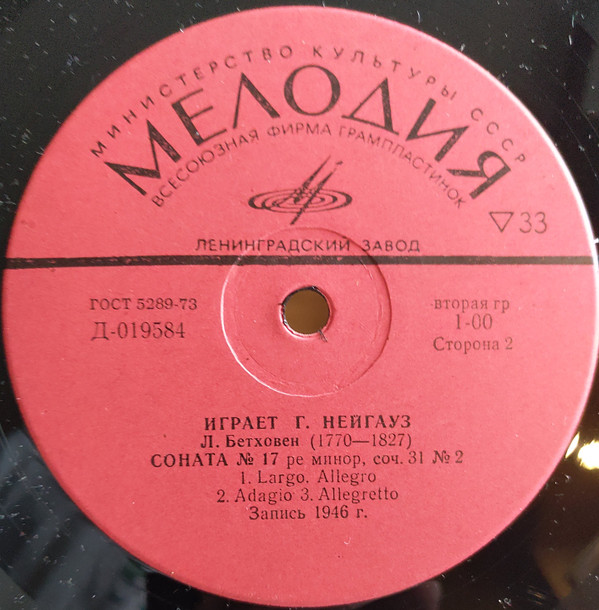 МИНИСТЕРСТВО КУЛЬТУРЫ СССР
МЕЛОДИЯ
ВСЕСОЮЗНАЯ ФИРМА ГРАМПЛАСТИНОК
▽33
ЛЕНИНГРАДСКИЙ ЗАВОД
ГОСТ 5289-73
Д-019584
вторая гр
1-00
Сторона 2
ИГРАЕТ Г. НЕЙГАУЗ
Л. Бетховен (1770—1827)
СОНАТА № 17 ре минор, соч. 31 № 2
1. Largo. Allegro
2. Adagio 3. Allegretto
Запись 1946 г.